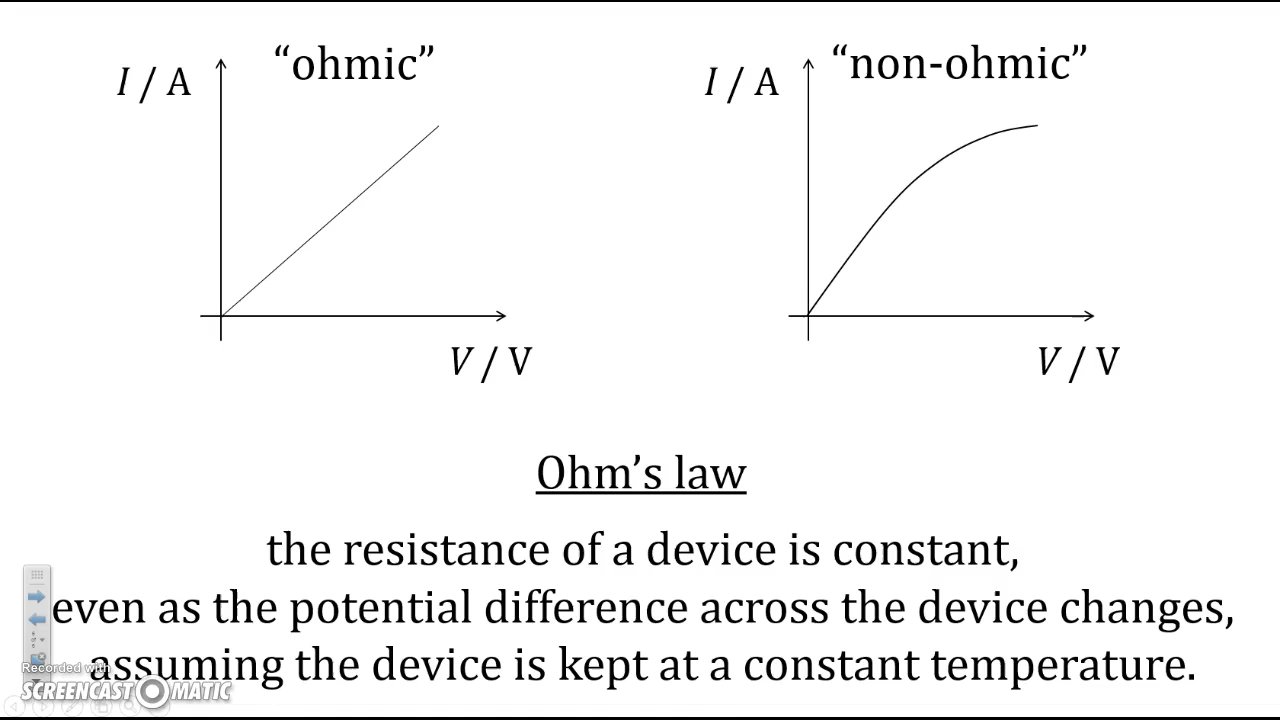 “ohmic”
I / A
V / V
“non-ohmic”
I / A
V / V
Ohm’s law
the resistance of a device is constant,
even as the potential difference across the device changes,
assuming the device is kept at a constant temperature.
Recorded with
SCREENCAST MATIC